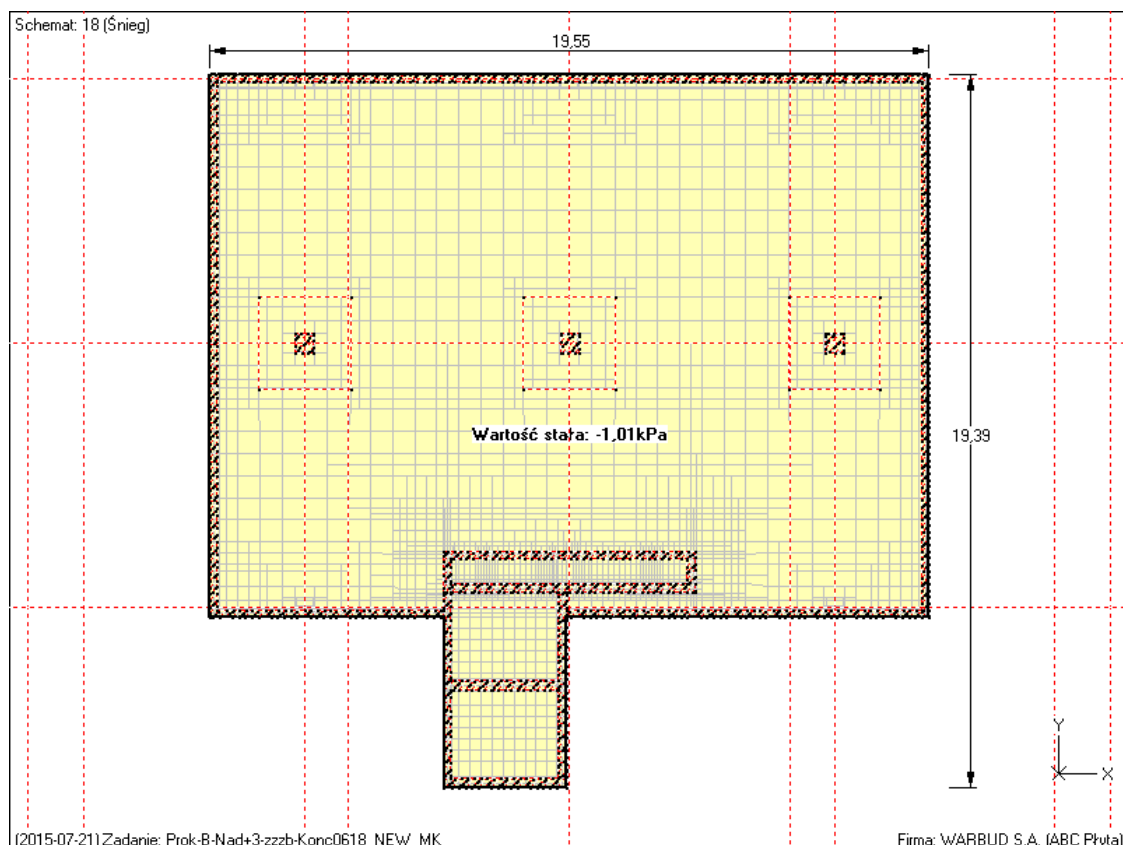 Schemat: 18 (Śnieg)
19,55
Wartość stała: -1,01kPa
19,39
Y
X
(2015-07-21) Zadanie: Prok-B-Nad+3-zzzb-Konc0618_NEW_MK
Firma: WARBUD S.A. (ABC Płyta)